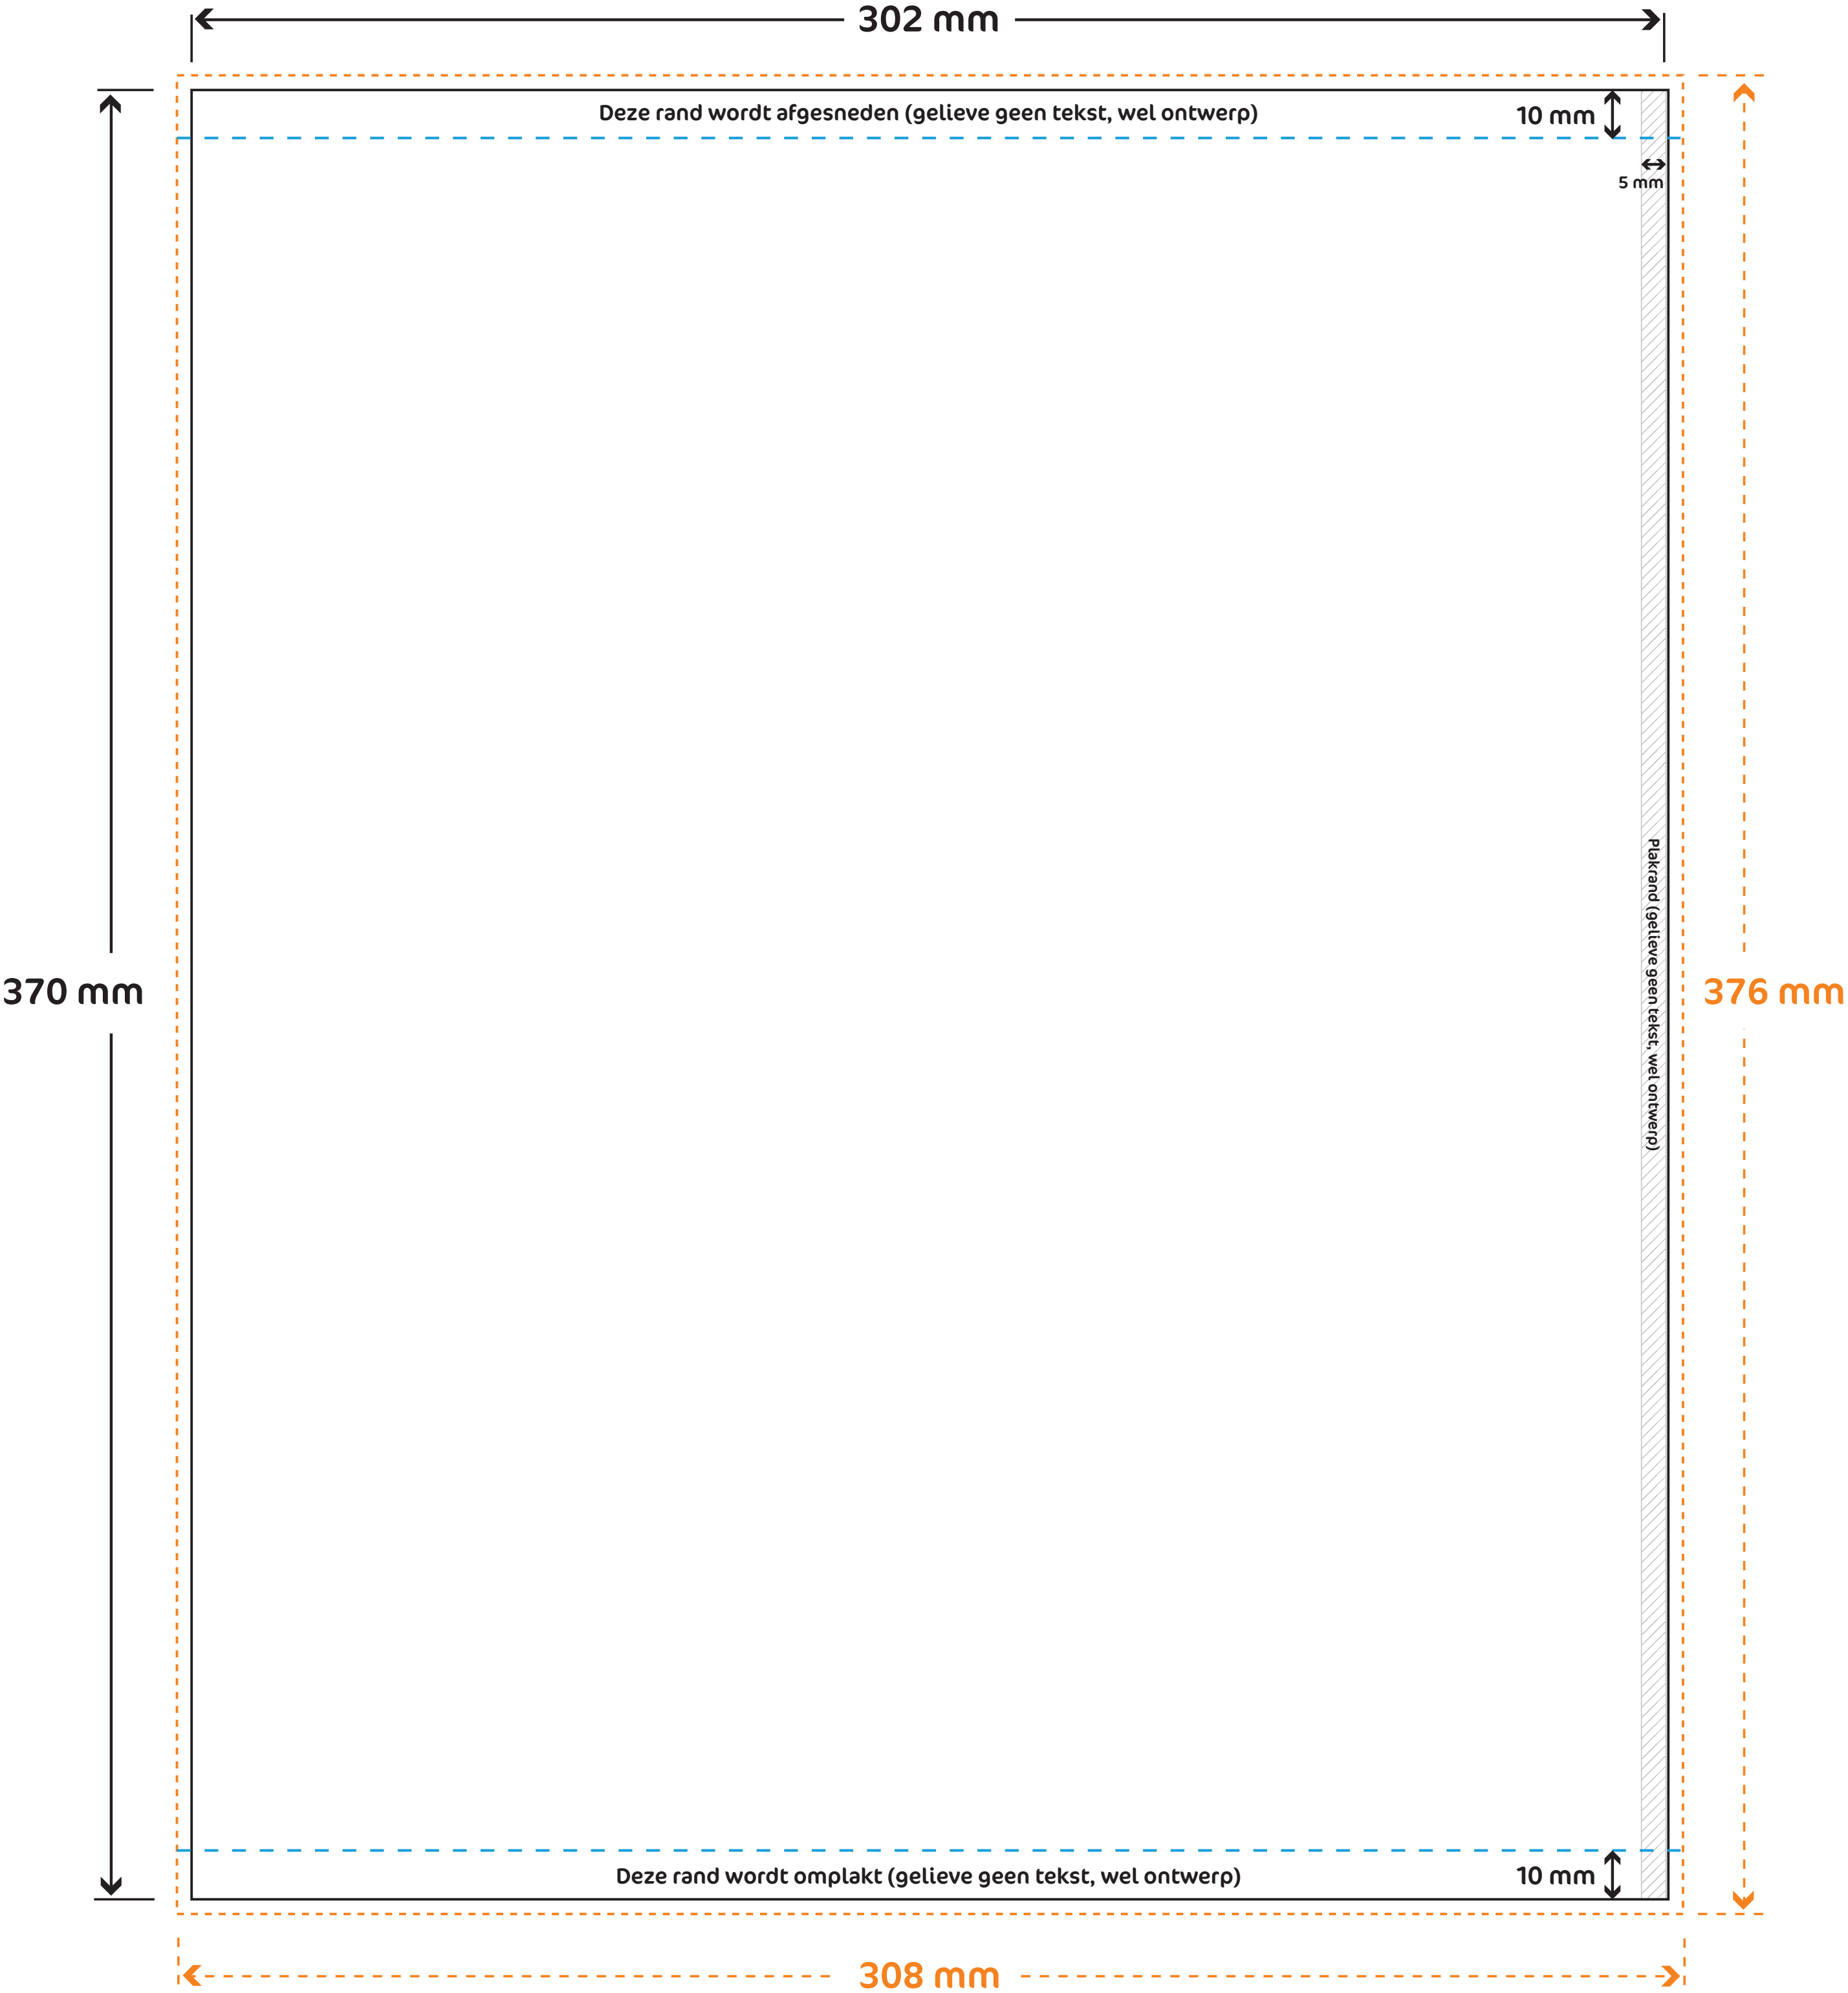 302 mm
Deze rand wordt afgesneden (gelieve geen tekst, wel ontwerp)
10 mm
5 mm
Plakrand (gelieve geen tekst, wel ontwerp)
370 mm
376 mm
Deze rand wordt omplakt (gelieve geen tekst, wel ontwerp)
10 mm
308 mm